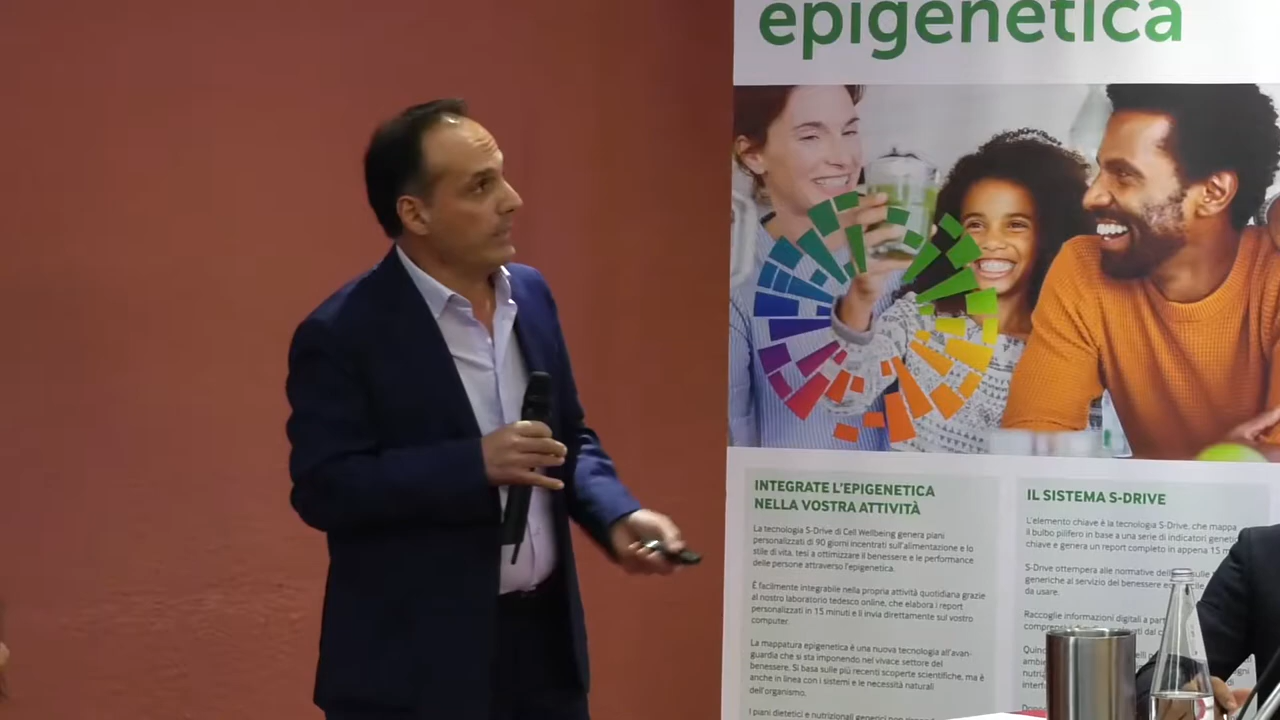 epigenetica
INTEGRATE L'EPIGENETICA
NELLA VOSTRA ATTIVITÀ
La tecnologia S-Drive di Cell Wellbeing genera piani
personalizzati di 90 giorni incentrati sull'alimentazione e lo
stile di vita, tesi a ottimizzare il benessere e le performance
delle persone attraverso l'epigenetica.
È facilmente integrabile nella propria attività quotidiana grazie
al nostro laboratorio tedesco online, che elabora i report
personalizzati in 15 minuti e li invia direttamente sul vostro
computer.
La mappatura epigenetica è una nuova tecnologia all'avan-
guardia che si sta imponendo nel vivace settore del
benessere. Si basa sulle più recenti scoperte scientifiche, ma è
anche in linea con i sistemi e le necessità naturali
dell'organismo.
I piani dietetici e nutrizionali generici non
IL SISTEMA S-DRIVE
L'elemento chiave è la tecnologia S-Drive, che mappa
il bulbo pilifero in base a una serie di indicatori
chiave e genera un report completo in appena 15
S-Drive ottempera alle normative
generiche al servizio del benessere
da usare.
Raccoglie informazioni digitali a